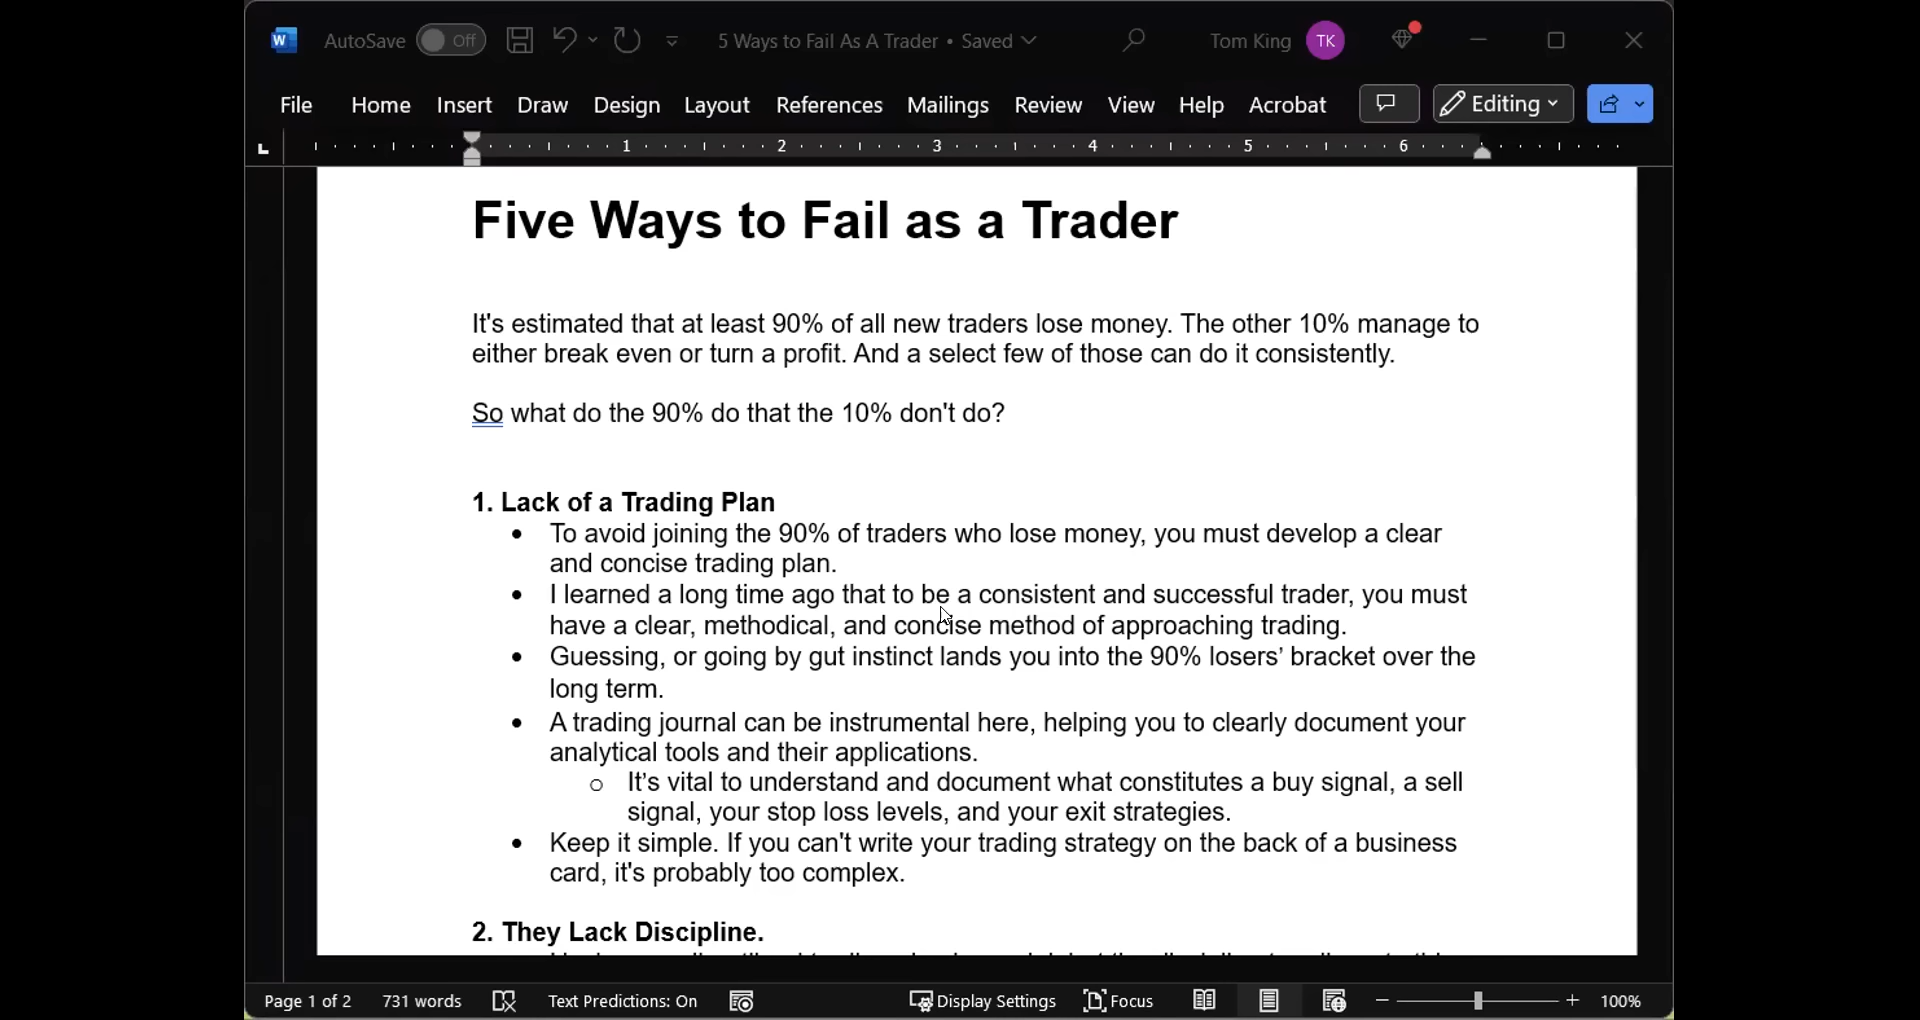 W AutoSave Off 5 Ways to Fail As A Trader • Saved Tom King TK
File Home Insert Draw Design Layout References Mailings Review View Help Acrobat Editing
L 1 2 3 4 5 6
Five Ways to Fail as a Trader
It's estimated that at least 90% of all new traders lose money. The other 10% manage to
either break even or turn a profit. And a select few of those can do it consistently.
So what do the 90% do that the 10% don't do?
1. Lack of a Trading Plan
• To avoid joining the 90% of traders who lose money, you must develop a clear
and concise trading plan.
• I learned a long time ago that to be a consistent and successful trader, you must
have a clear, methodical, and concise method of approaching trading.
• Guessing, or going by gut instinct lands you into the 90% losers’ bracket over the
long term.
• A trading journal can be instrumental here, helping you to clearly document your
analytical tools and their applications.
o It’s vital to understand and document what constitutes a buy signal, a sell
signal, your stop loss levels, and your exit strategies.
• Keep it simple. If you can't write your trading strategy on the back of a business
card, it's probably too complex.
2. They Lack Discipline.
Page 1 of 2 731 words Text Predictions: On Display Settings Focus 100%